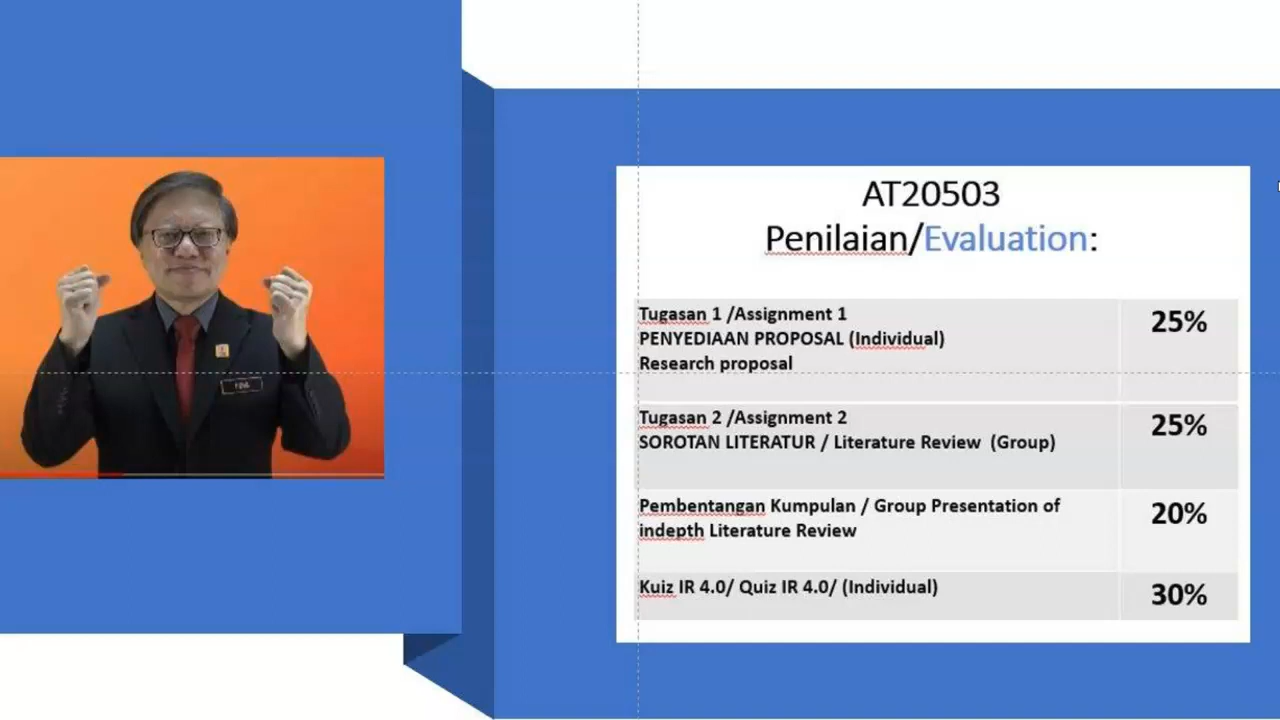 AT20503
Penilaian/Evaluation:
Tugasan 1 /Assignment 1
PENYEDIAAN PROPOSAL (Individual)
Research proposal
25%
Tugasan 2 /Assignment 2
SOROTAN LITERATUR / Literature Review (Group)
25%
Pembentangan Kumpulan / Group Presentation of
indepth Literature Review
20%
Kuiz IR 4.0/ Quiz IR 4.0/ (Individual)
30%